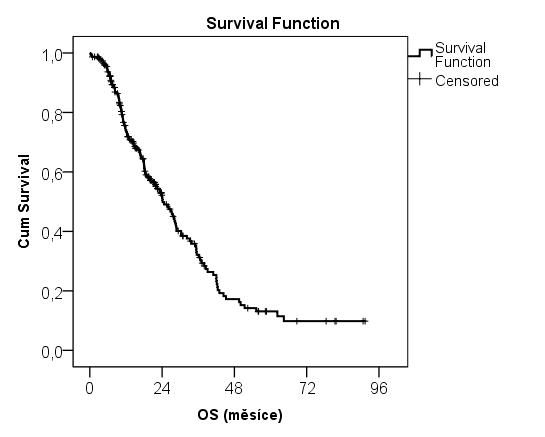 Survival Function
1,0
0,8
0,6
0,4
0,2
0,0
Cum Survival
0 24 48 72 96
OS (měsíce)
Survival
Function
Censored